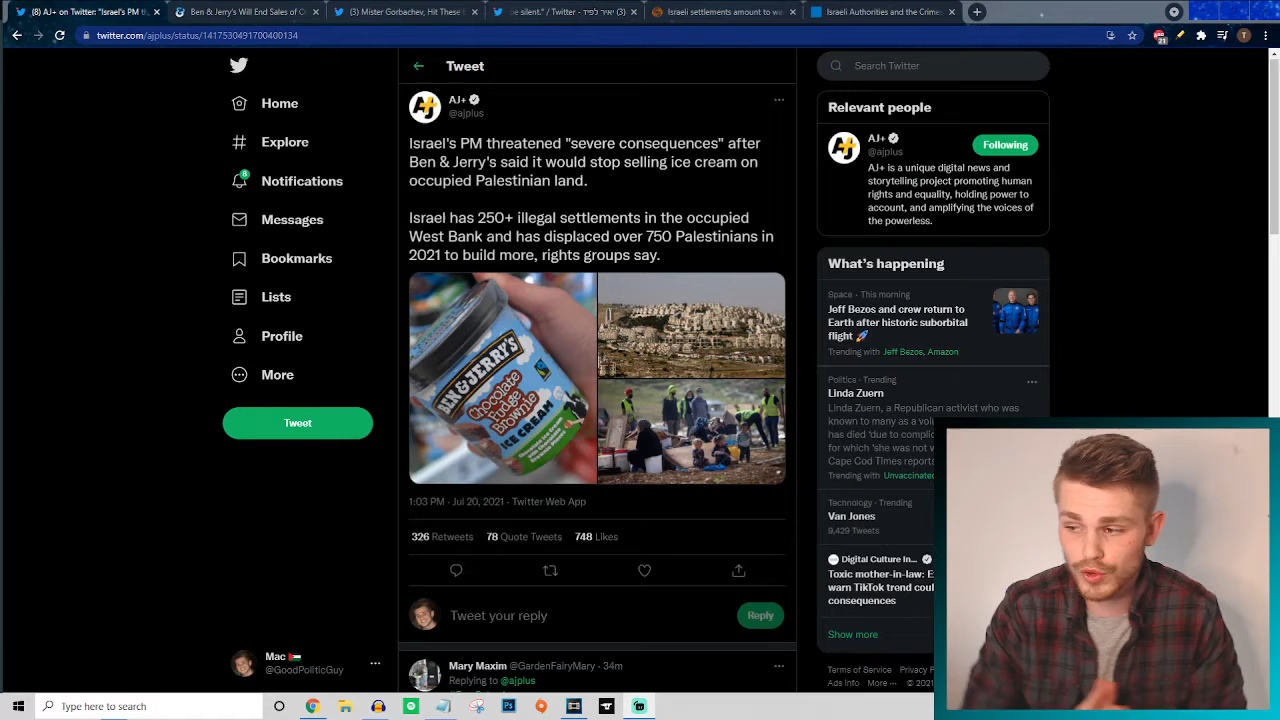 (8) AJ+ on Twitter: "Israel's PM th
Ben & Jerry's Will End Sales of O
(3) Mister Gorbachev, Hit These B
be silent." / Twitter - (3)
Israeli settlements amount to wa
Israeli Authorities and the Crimes
twitter.com/ajplus/status/1417530491700400134
21
T
Tweet
Search Twitter
Home
Explore
8
Notifications
Messages
Bookmarks
Lists
Profile
More
Tweet
AJ+
@ajplus
Israel's PM threatened "severe consequences" after
Ben & Jerry's said it would stop selling ice cream on
occupied Palestinian land.
Israel has 250+ illegal settlements in the occupied
West Bank and has displaced over 750 Palestinians in
2021 to build more, rights groups say.
BEN & JERRY'S
Chocolate
Fudge
Brownie
ICE CREAM
1:03 PM · Jul 20, 2021 · Twitter Web App
326 Retweets 78 Quote Tweets 748 Likes
Tweet your reply
Reply
Mary Maxim @GardenFairyMary · 34m
Replying to @ajplus
Relevant people
AJ+
@ajplus
Following
AJ+ is a unique digital news and
storytelling project promoting human
rights and equality, holding power to
account, and amplifying the voices of
the powerless.
What's happening
Space · This morning
Jeff Bezos and crew return to
Earth after historic suborbital
flight 🚀
Trending with Jeff Bezos, Amazon
Politics · Trending
Linda Zuern
Linda Zuern, a Republican activist who was
known to many as a vol
has died 'due to complic
for which 'she was not v
Cape Cod TImes reports
Trending with Unvaccinated
Technology · Trending
Van Jones
9,429 Tweets
Digital Culture In...
Toxic mother-in-law: E
warn TikTok trend coul
consequences
Show more
Terms of Service Privacy P
Ads Info More ··· © 2021
Mac 🇵🇸
@GoodPoliticGuy
Type here to search